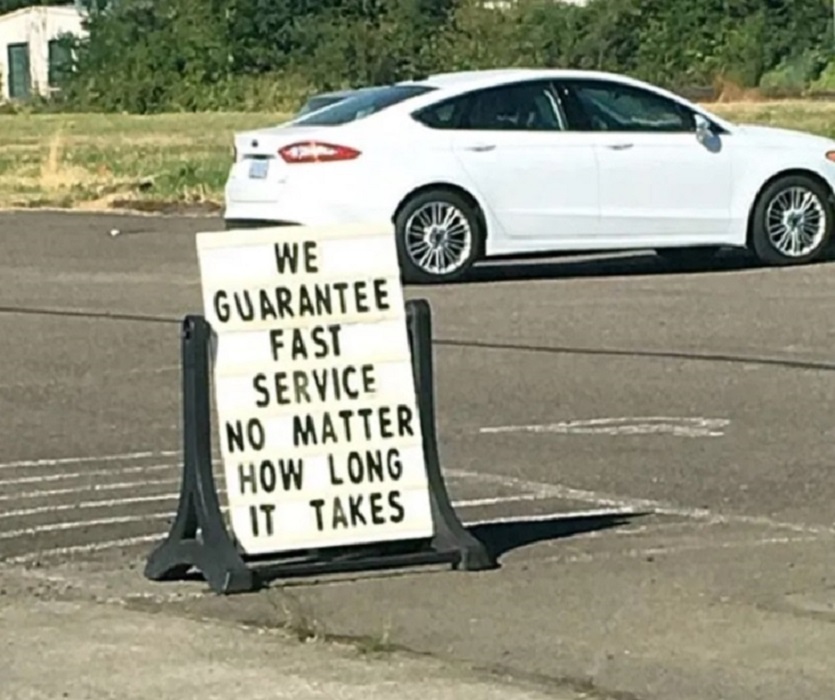 WE
GUARANTEE
FAST
SERVICE
NO MATTER
HOW LONG
IT TAKES